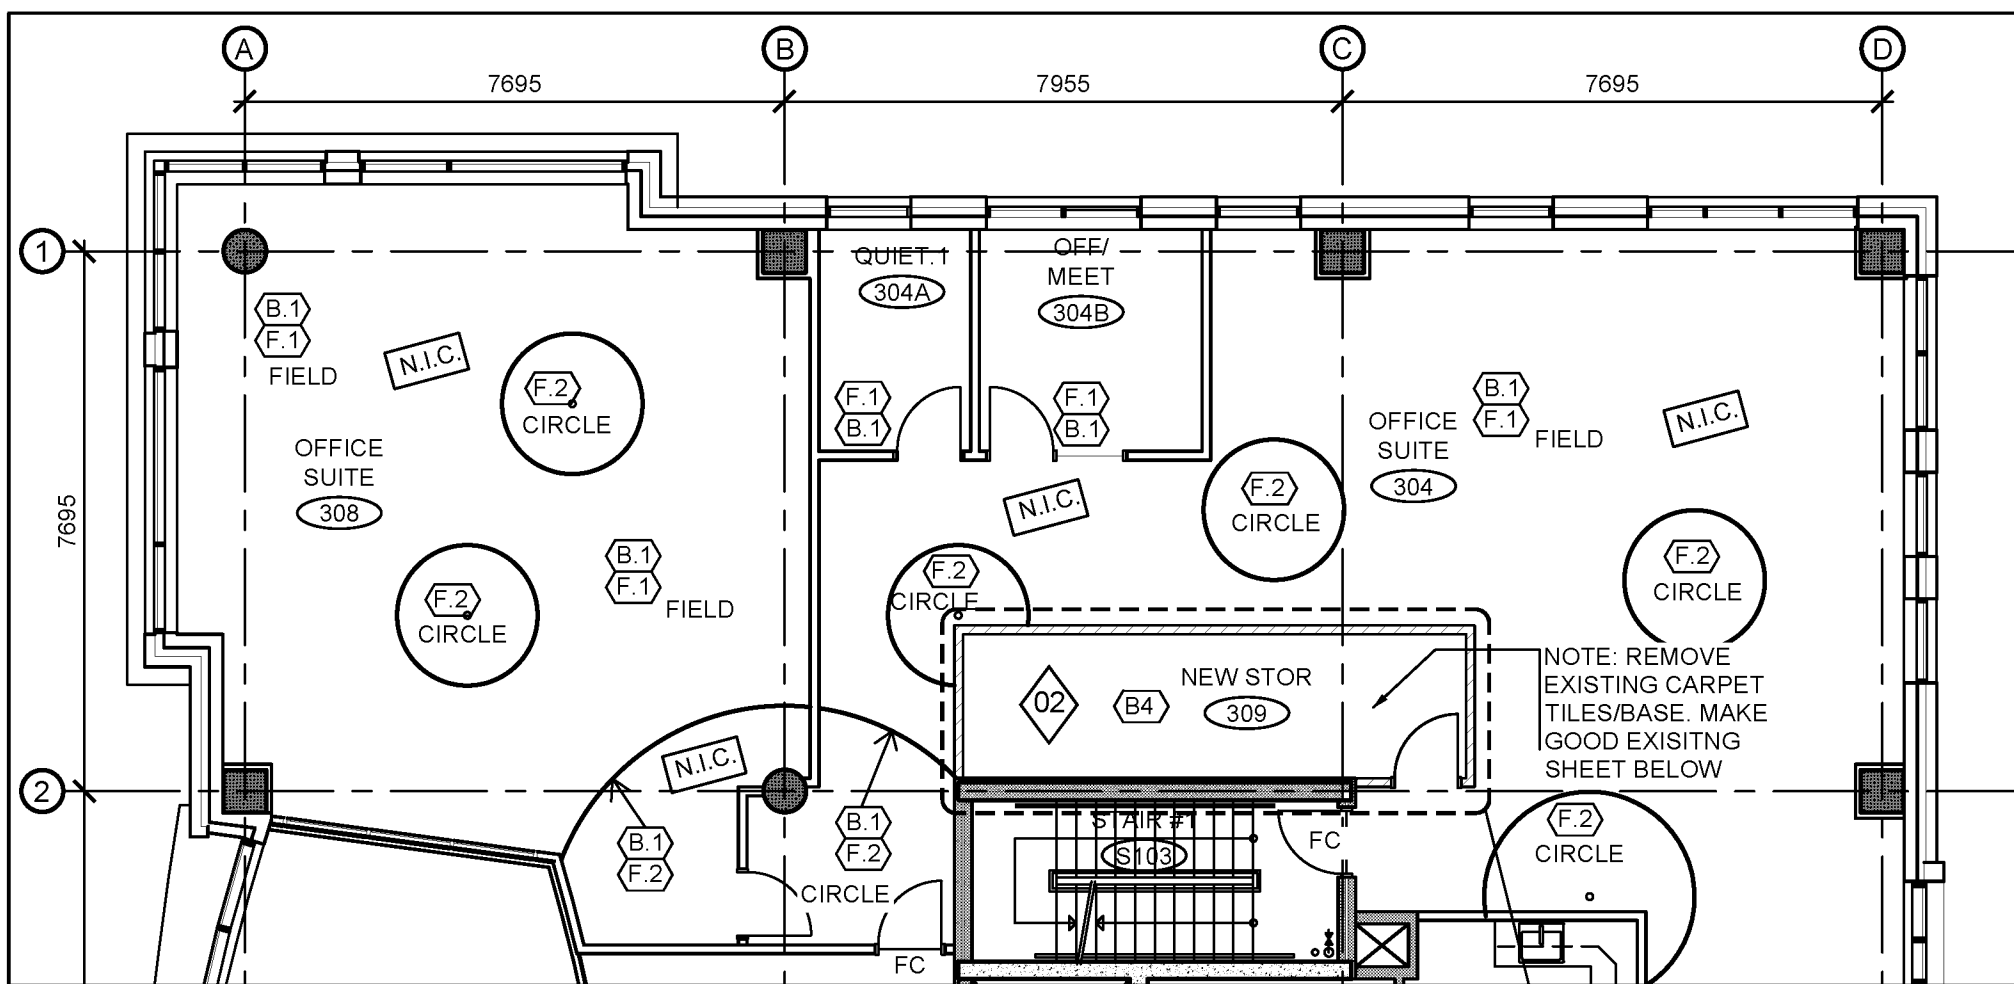 A
B
C
D
7695
7955
7695
1
QUIET.1
304A
OFF/
MEET
304B
B.1
F.1
FIELD
N.I.C.
F.2
CIRCLE
F.1
B.1
F.1
B.1
B.1
F.1
FIELD
N.I.C.
OFFICE
SUITE
304
OFFICE
SUITE
308
F.2
CIRCLE
N.I.C.
7695
B.1
F.1
FIELD
F.2
CIRCLE
F.2
CIRCLE
F.2
CIRCLE
NOTE: REMOVE
EXISTING CARPET
TILES/BASE. MAKE
GOOD EXISITNG
SHEET BELOW
02
B4
NEW STOR
309
N.I.C.
2
B.1
F.2
B.1
F.2
CIRCLE
STAIR #1
S103
FC
F.2
CIRCLE
FC